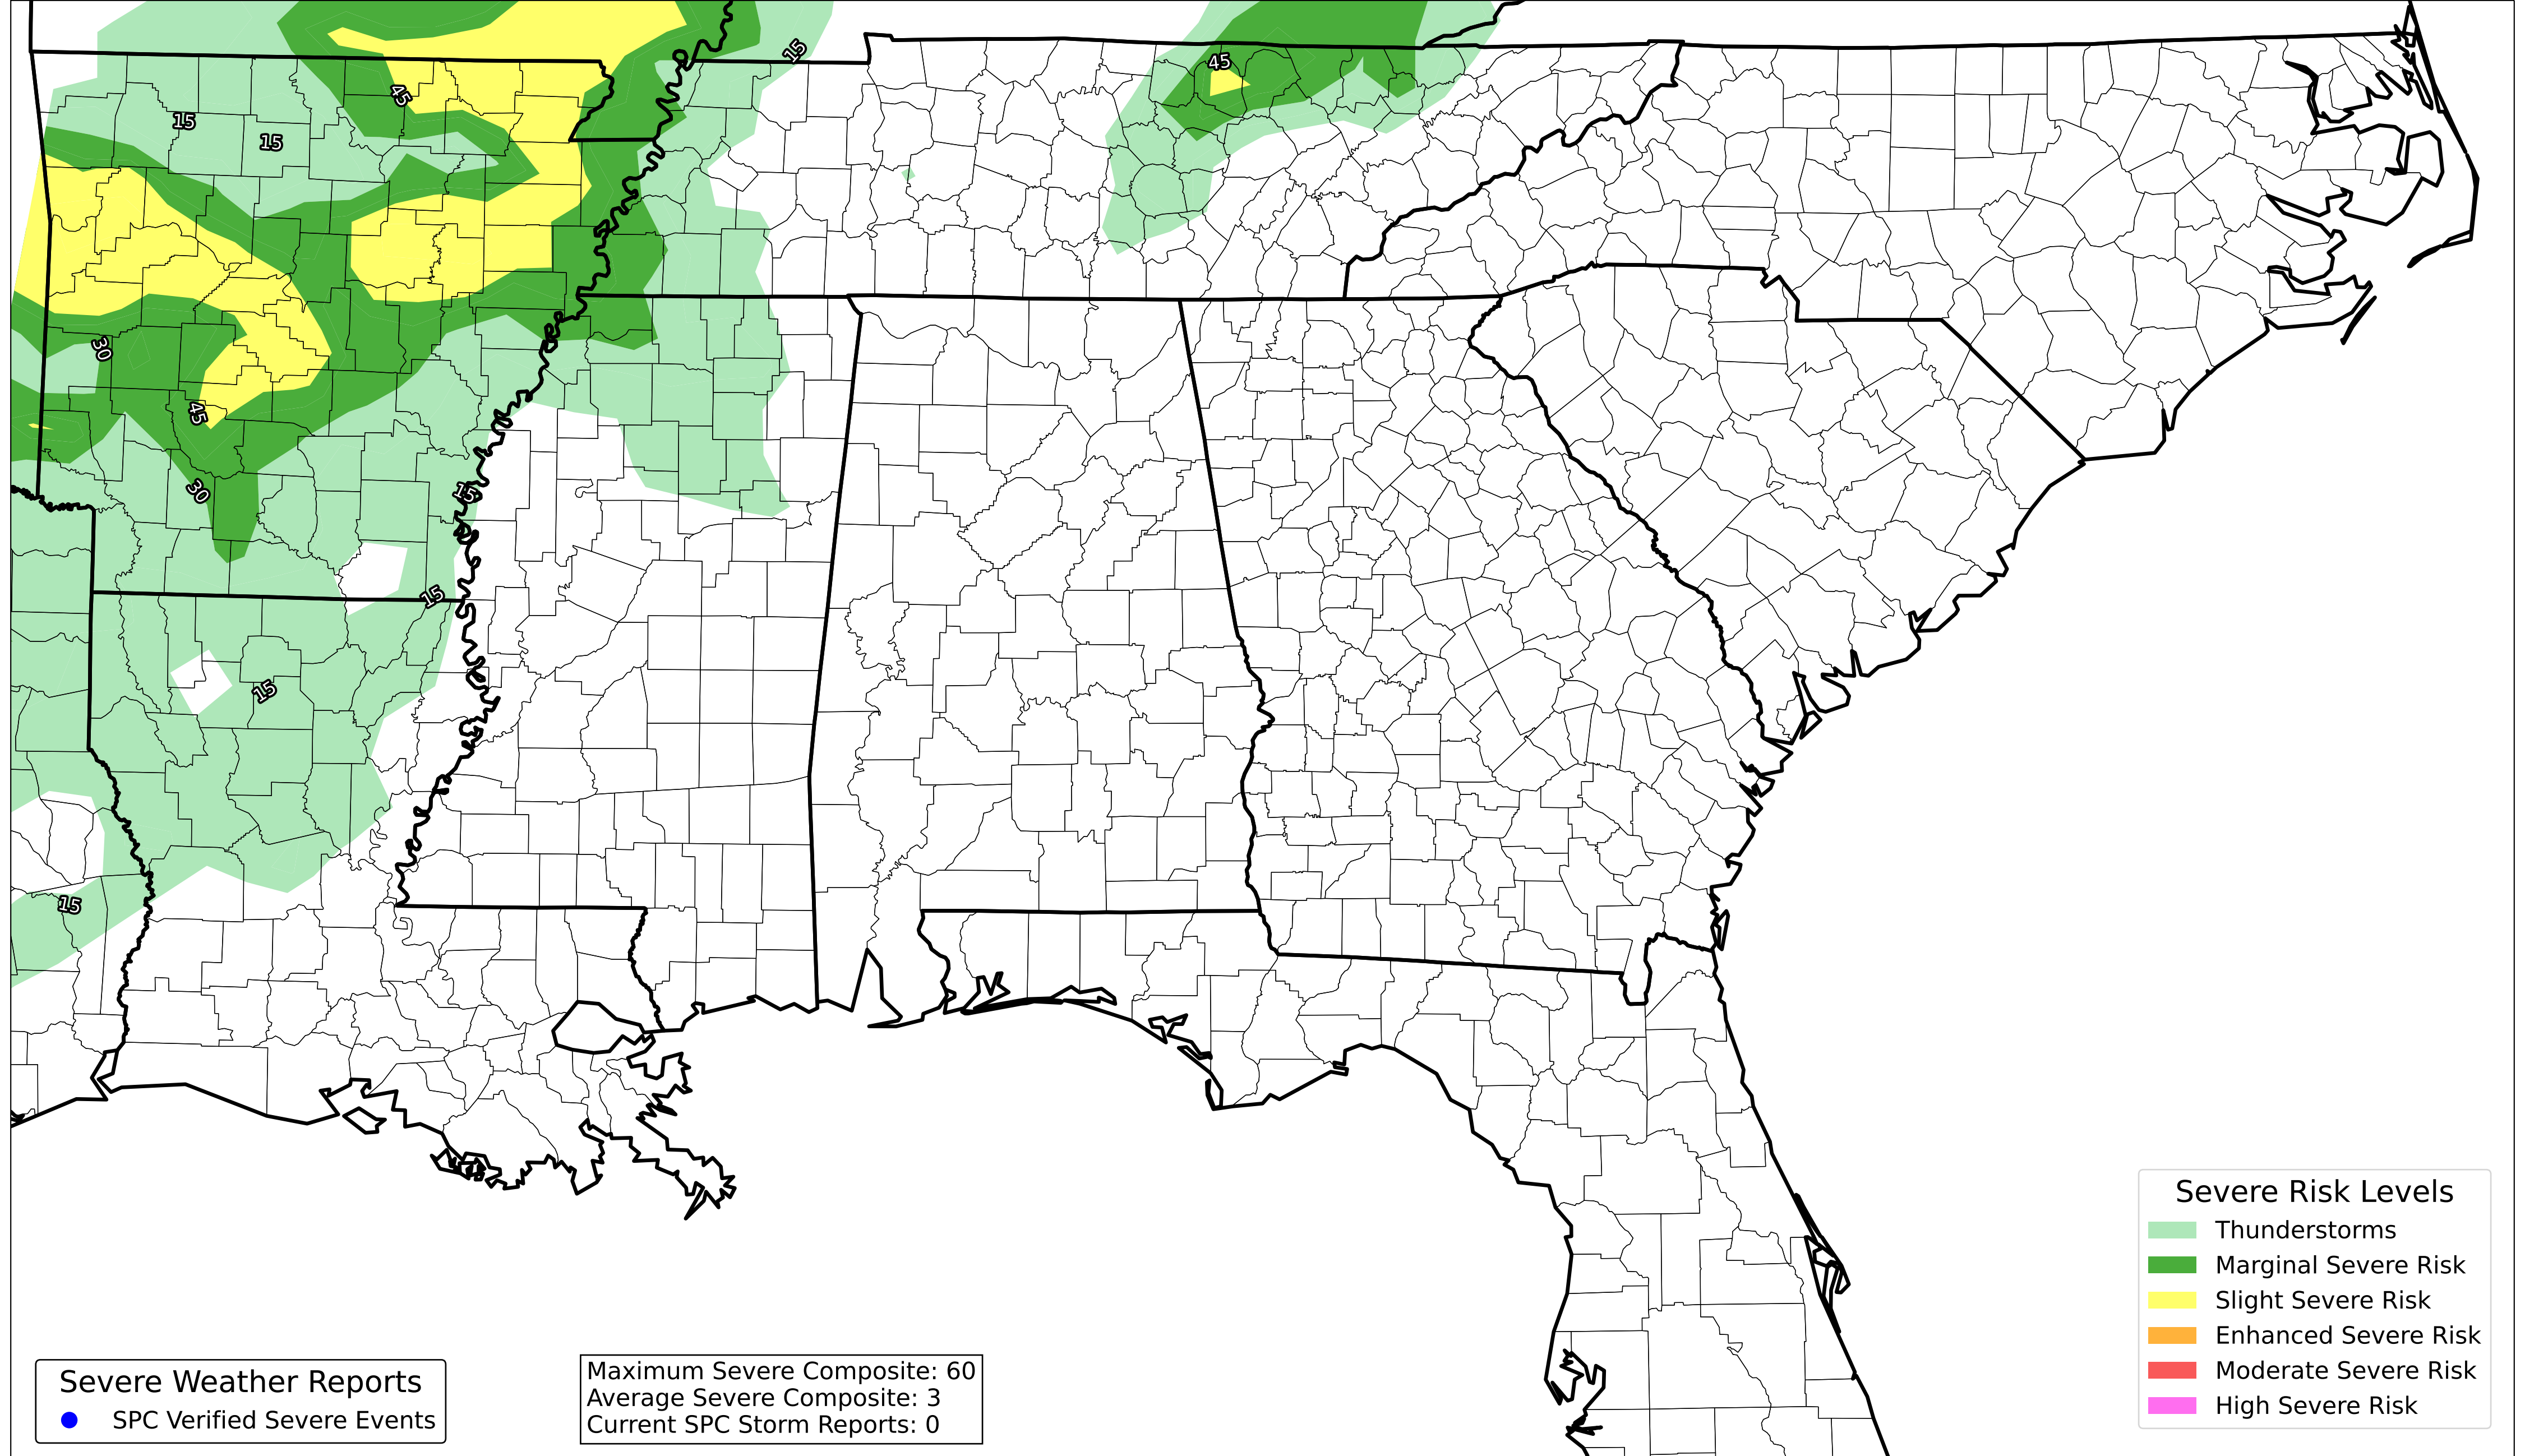 15
45
45
15
15
30
45
15
30
15
15
15
Severe Risk Levels
Thunderstorms
Marginal Severe Risk
Slight Severe Risk
Enhanced Severe Risk
Moderate Severe Risk
High Severe Risk
Severe Weather Reports
SPC Verified Severe Events
Maximum Severe Composite: 60
Average Severe Composite: 3
Current SPC Storm Reports: 0